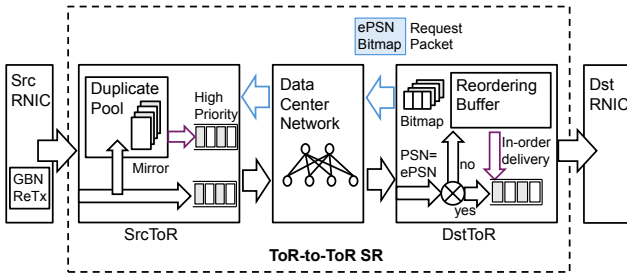 ePSN
Bitmap
Request
Packet
Src
RNIC
GBN
ReTx
Duplicate
Pool
Mirror
High
Priority
SrcToR
Data
Center
Network
Bitmap
Reordering
Buffer
PSN=
ePSN
no
yes
In-order
delivery
DstToR
Dst
RNIC
ToR-to-ToR SR